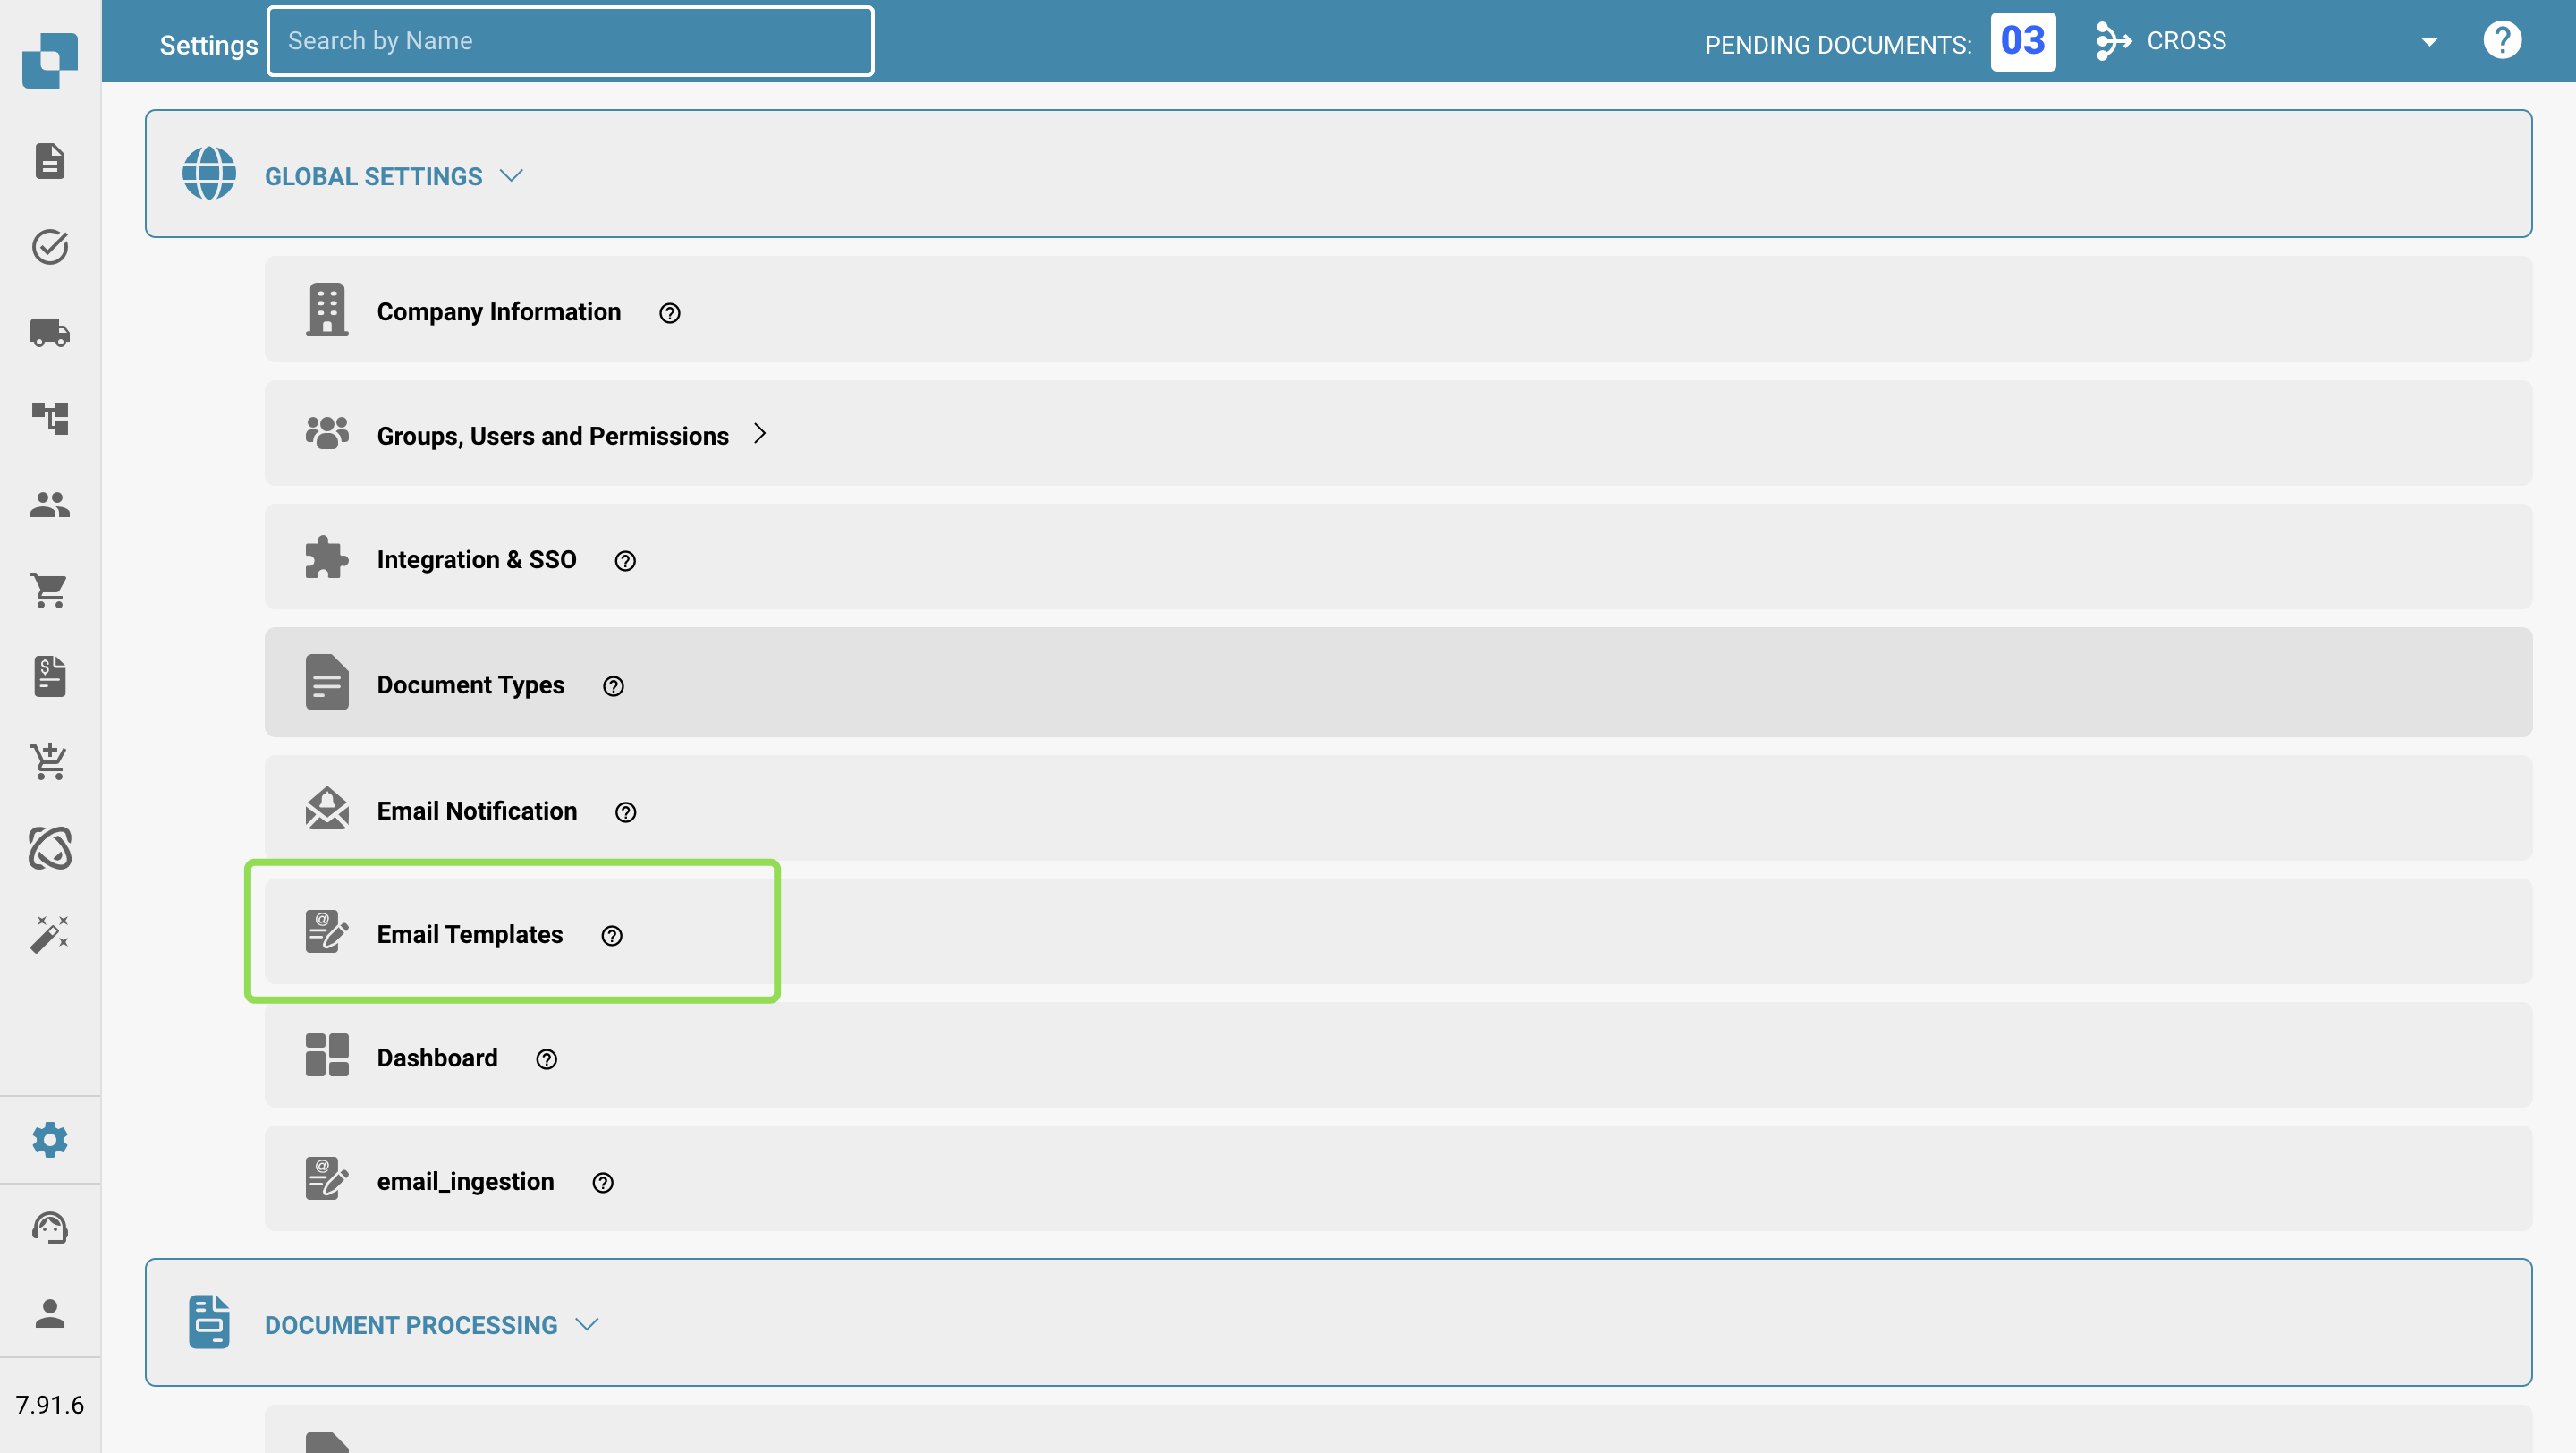 Settings
Search by Name
PENDING DOCUMENTS: 03
CROSS
GLOBAL SETTINGS
Company Information
Groups, Users and Permissions
Integration & SSO
Document Types
Email Notification
Email Templates
Dashboard
email_ingestion
DOCUMENT PROCESSING
7.91.6